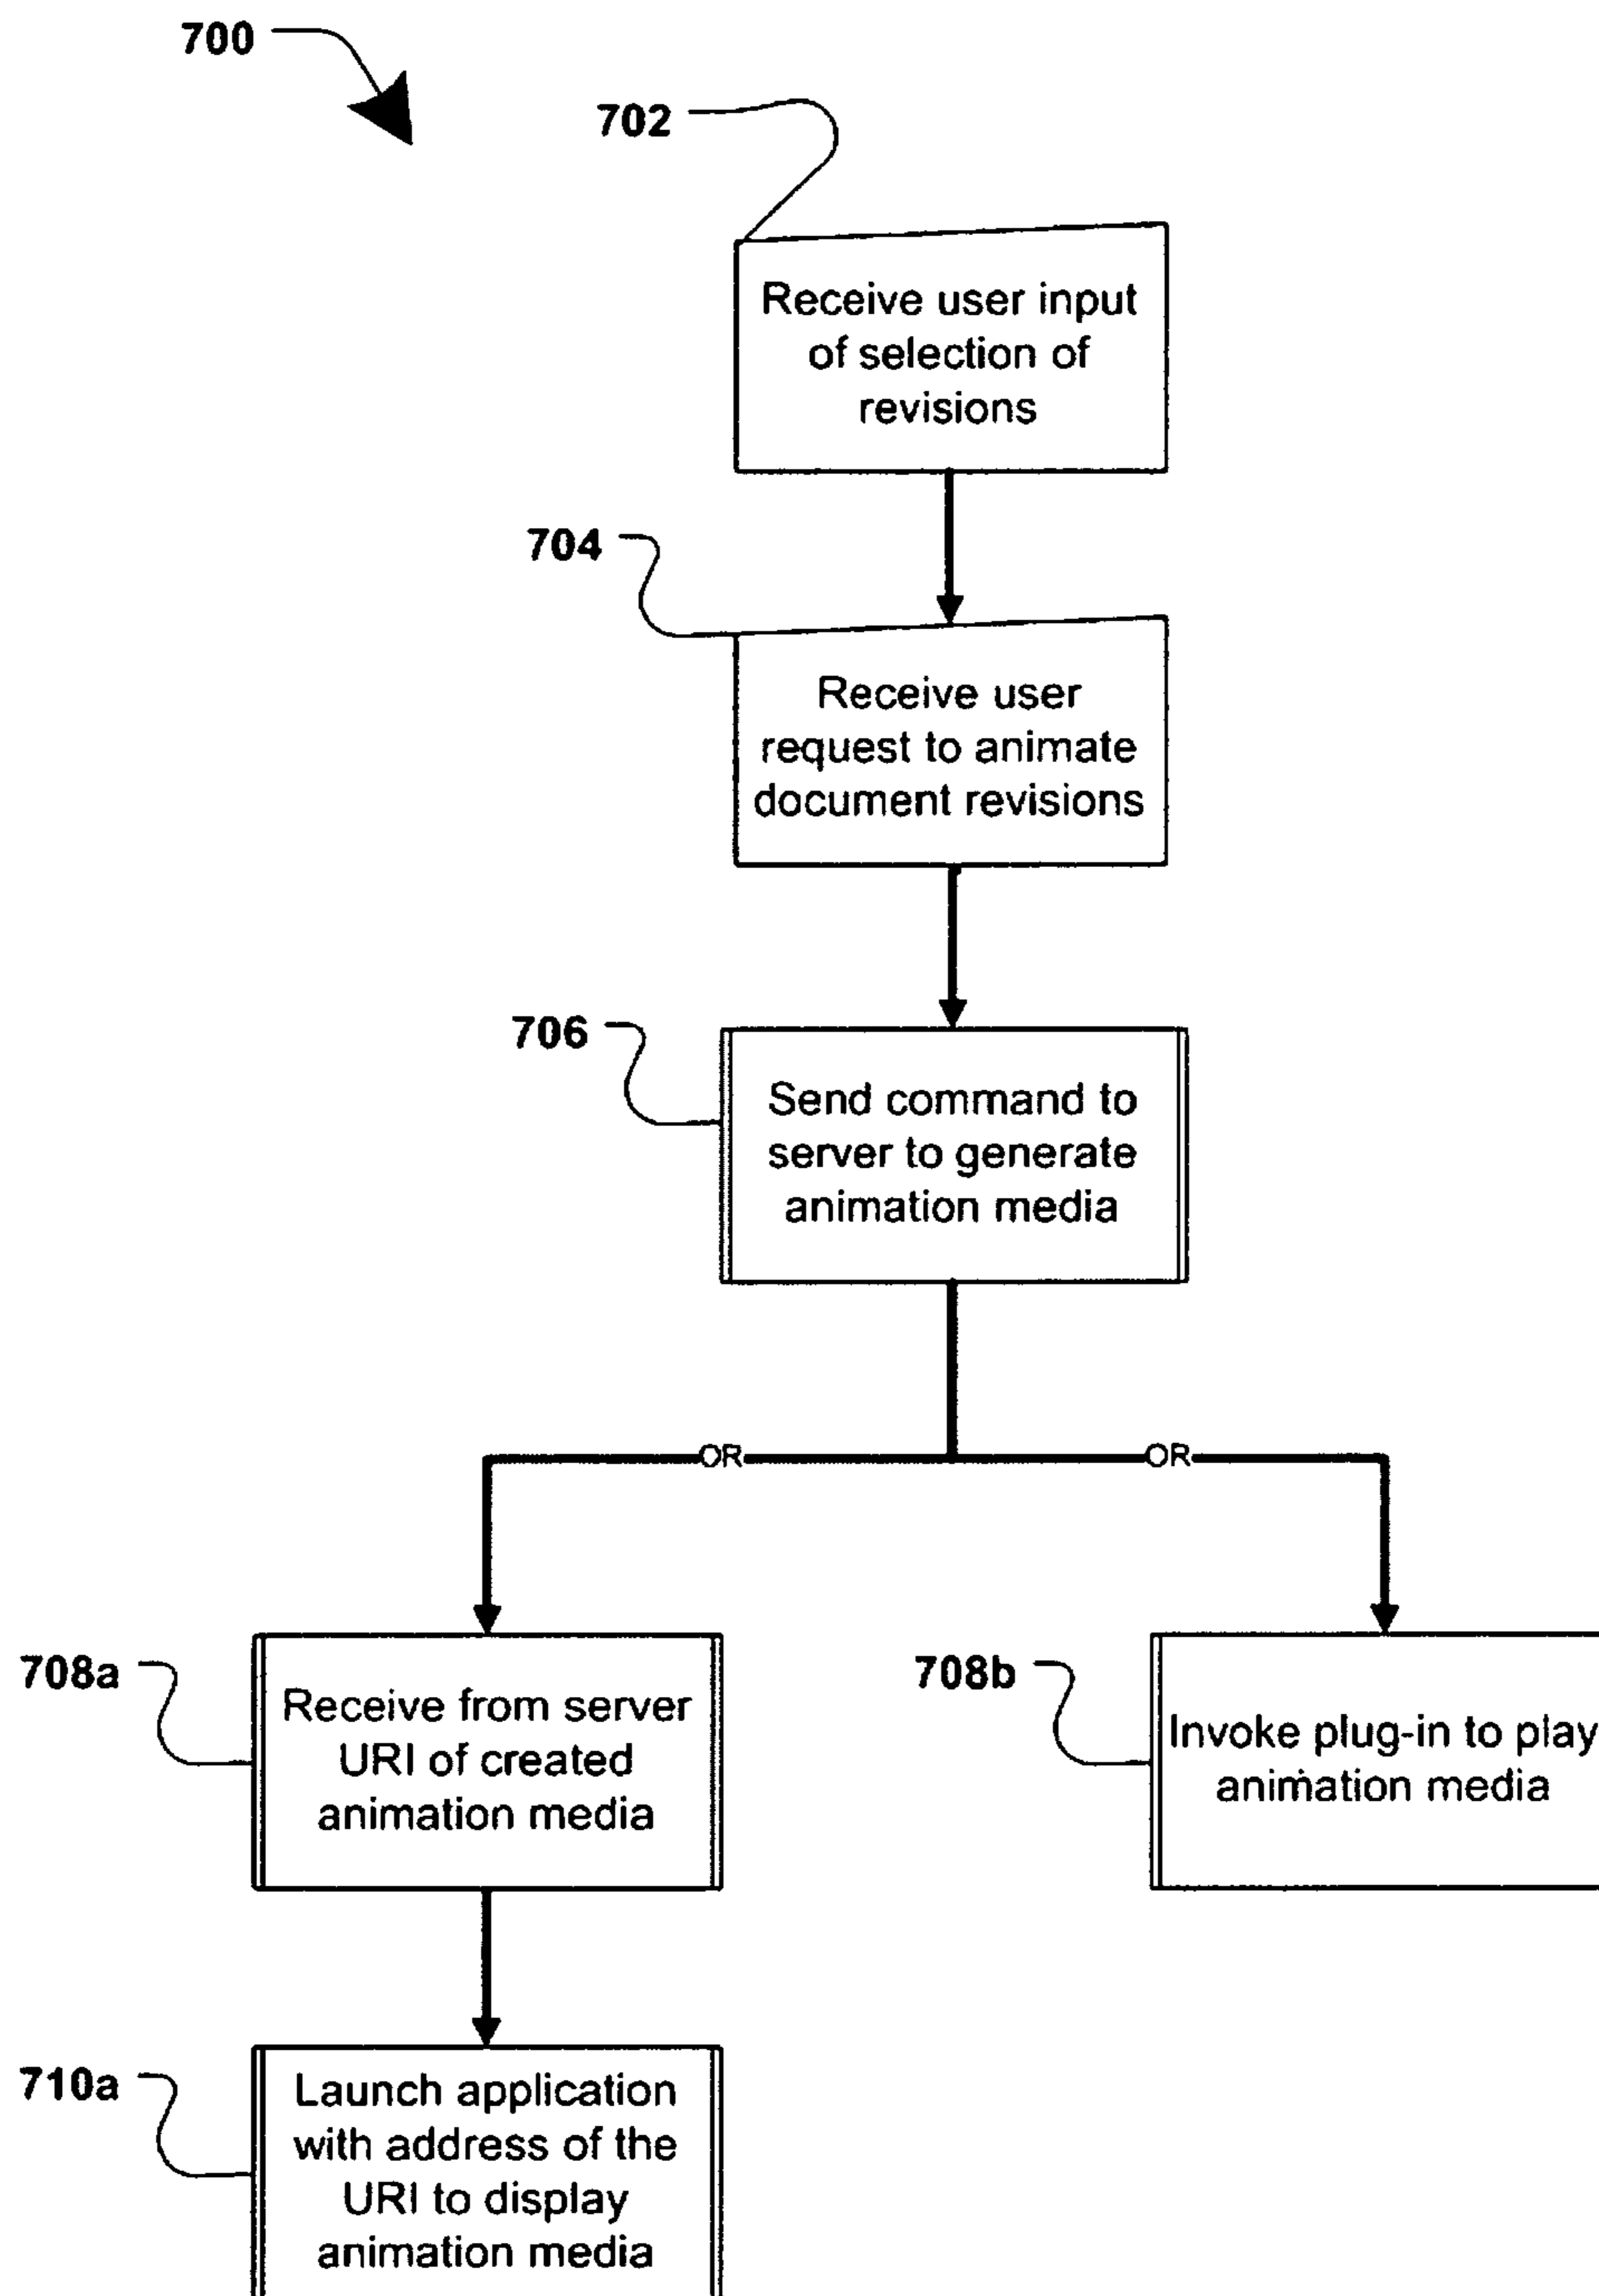 700
702
Receive user input
of selection of
revisions
704
Receive user
request to animate
document revisions
706
Send command to
server to generate
animation media
OR
OR
708a
Receive from server
URI of created
animation media
708b
Invoke plug-in to play
animation media
710a
Launch application
with address of the
URI to display
animation media